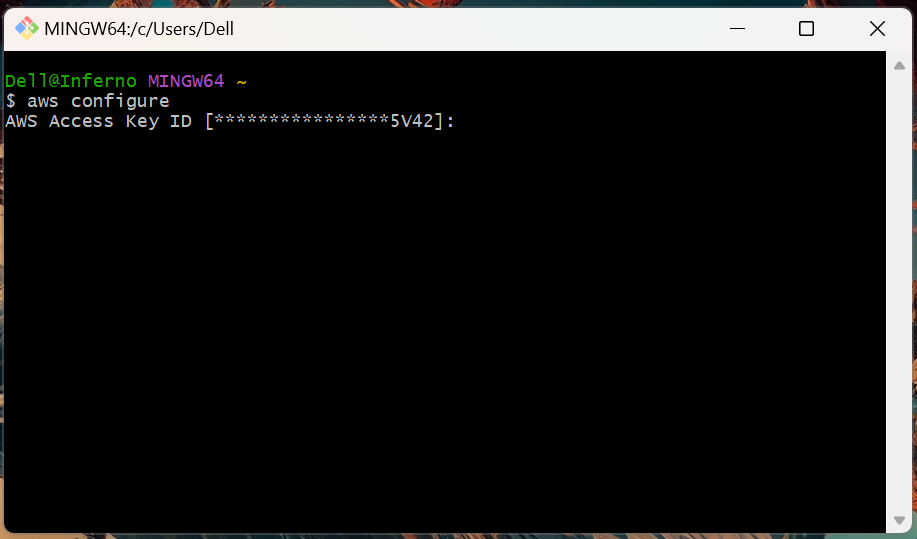 MINGW64:/c/Users/Dell
Dell@Inferno MINGW64 ~
$ aws configure
AWS Access Key ID [****************5V42]: